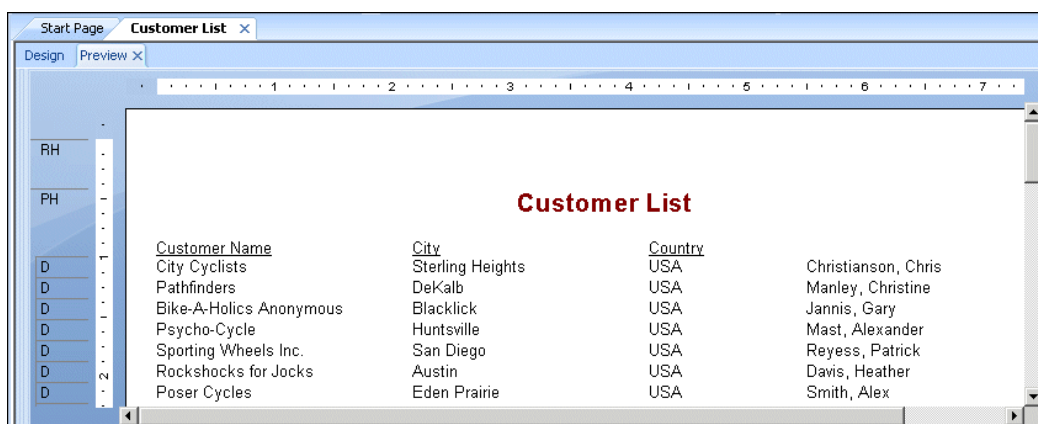 Start Page Customer List
Design Preview
1 2 3 4 5 6 7
RH
PH
Customer List
Customer Name City Country
D City Cyclists Sterling Heights USA Christianson, Chris
D Pathfinders DeKalb USA Manley, Christine
D Bike-A-Holics Anonymous Blacklick USA Jannis, Gary
D Psycho-Cycle Huntsville USA Mast, Alexander
D Sporting Wheels Inc. San Diego USA Reyess, Patrick
D Rockshocks for Jocks Austin USA Davis, Heather
D Poser Cycles Eden Prairie USA Smith, Alex
1
2